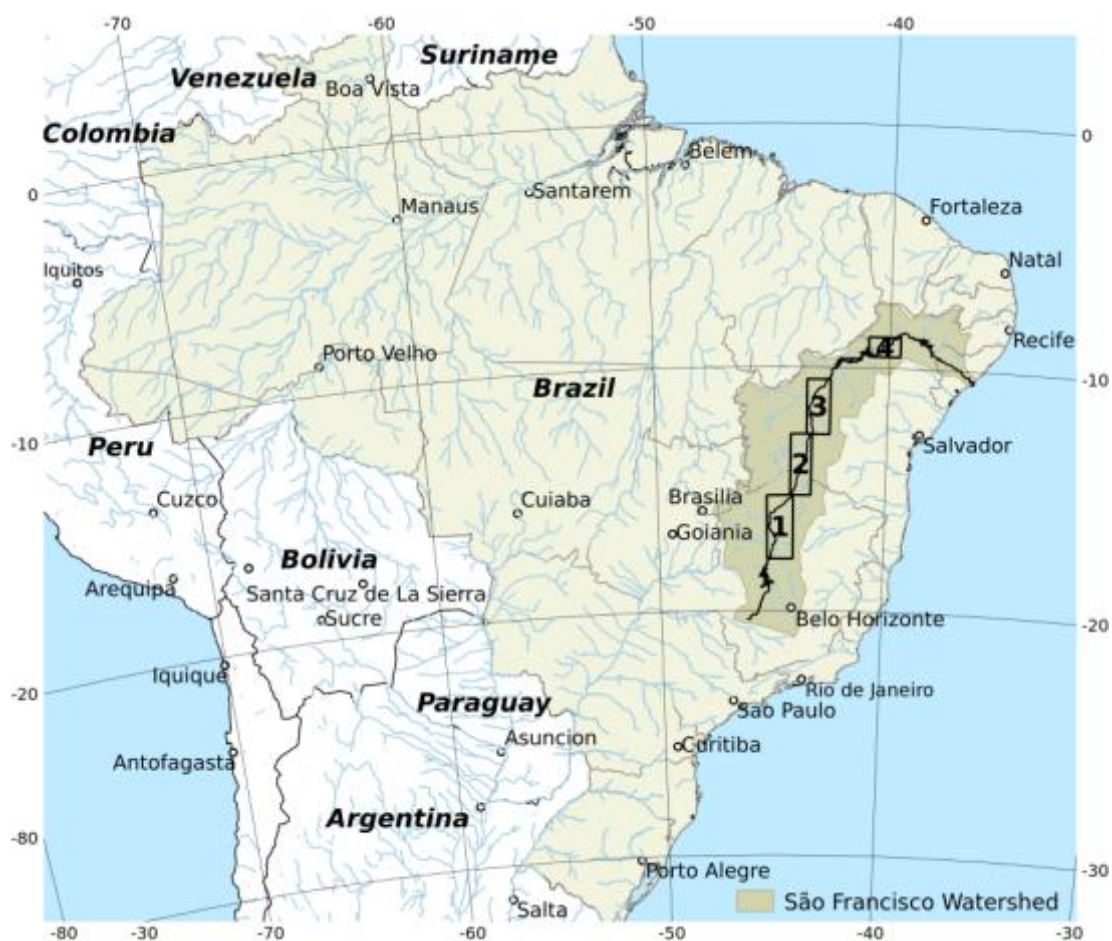 -70
-60
-50
-40
Suriname
Venezuela
Boa Vista
Colombia
Belem
0
0
Santarem
Manaus
Fortaleza
Iquitos
Natal
Porto Velho
Recife
4
Brazil
-10
3
-10
Salvador
Peru
2
Cuzco
Cuiaba
Brasilia
Goiania
1
Bolivia
Arequipa
Santa Cruz de La Sierra
Sucre
Belo Horizonte
-20
Iquique
Rio de Janeiro
-20
Paraguay
Sao Paulo
Asuncion
Curitiba
Antofagasta
Argentina
-80
Porto Alegre
-30
São Francisco Watershed
Salta
-80
-30
-70
-60
-50
-40
-30